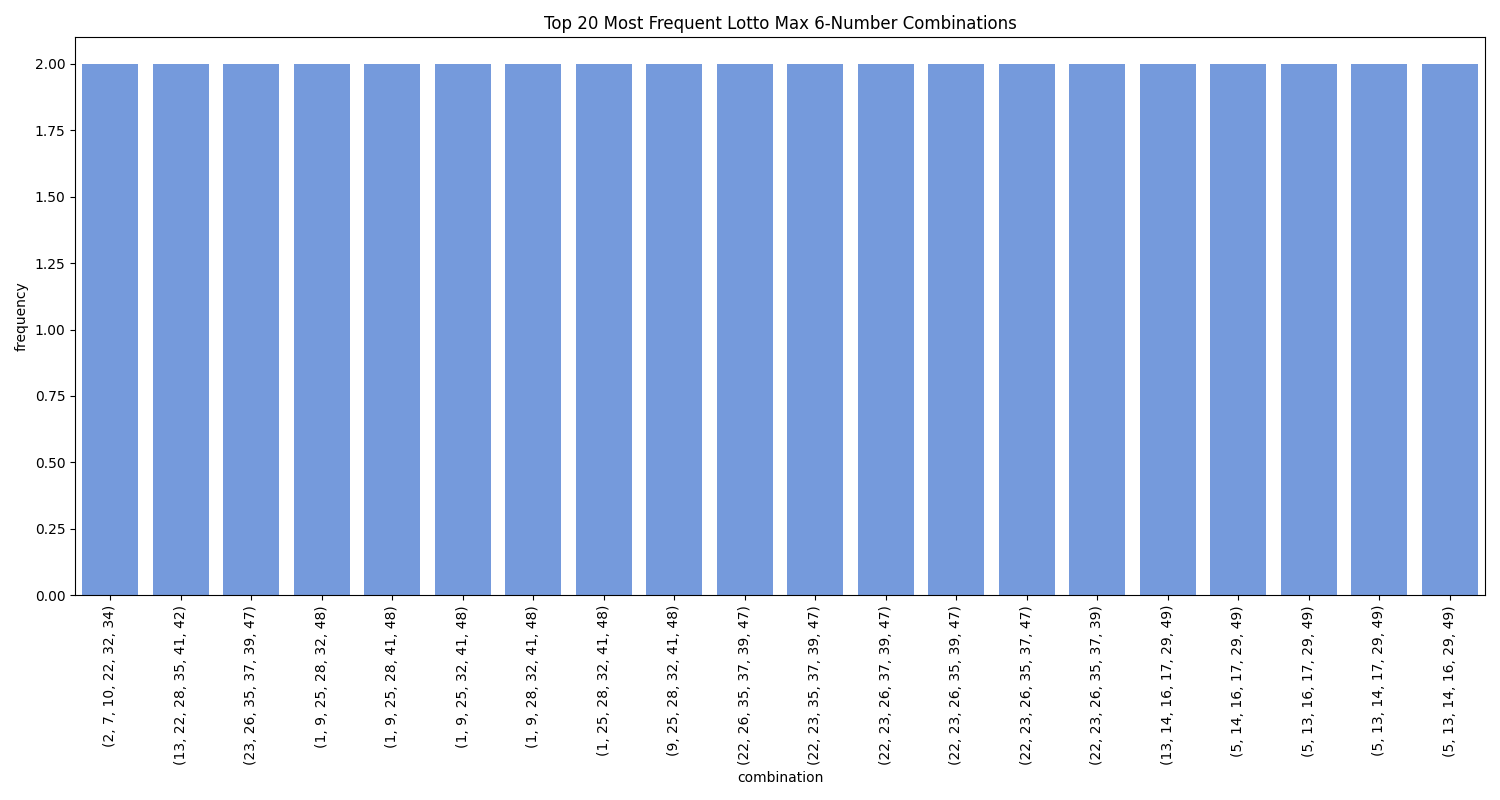 Top 20 Most Frequent Lotto Max 6-Number Combinations
frequency
2.00
1.75
1.50
1.25
1.00
0.75
0.50
0.25
0.00
(2, 7, 10, 22, 32, 34)
(13, 22, 28, 35, 41, 42)
(23, 26, 35, 37, 39, 47)
(1, 9, 25, 28, 32, 48)
(1, 9, 25, 28, 41, 48)
(1, 9, 25, 32, 41, 48)
(1, 9, 28, 32, 41, 48)
(1, 25, 28, 32, 41, 48)
(9, 25, 28, 32, 41, 48)
(22, 26, 35, 37, 39, 47)
(22, 23, 35, 37, 39, 47)
(22, 23, 26, 37, 39, 47)
(22, 23, 26, 35, 39, 47)
(22, 23, 26, 35, 37, 47)
(22, 23, 26, 35, 37, 39)
(13, 14, 16, 17, 29, 49)
(5, 14, 16, 17, 29, 49)
(5, 13, 16, 17, 29, 49)
(5, 13, 14, 17, 29, 49)
(5, 13, 14, 16, 29, 49)
combination